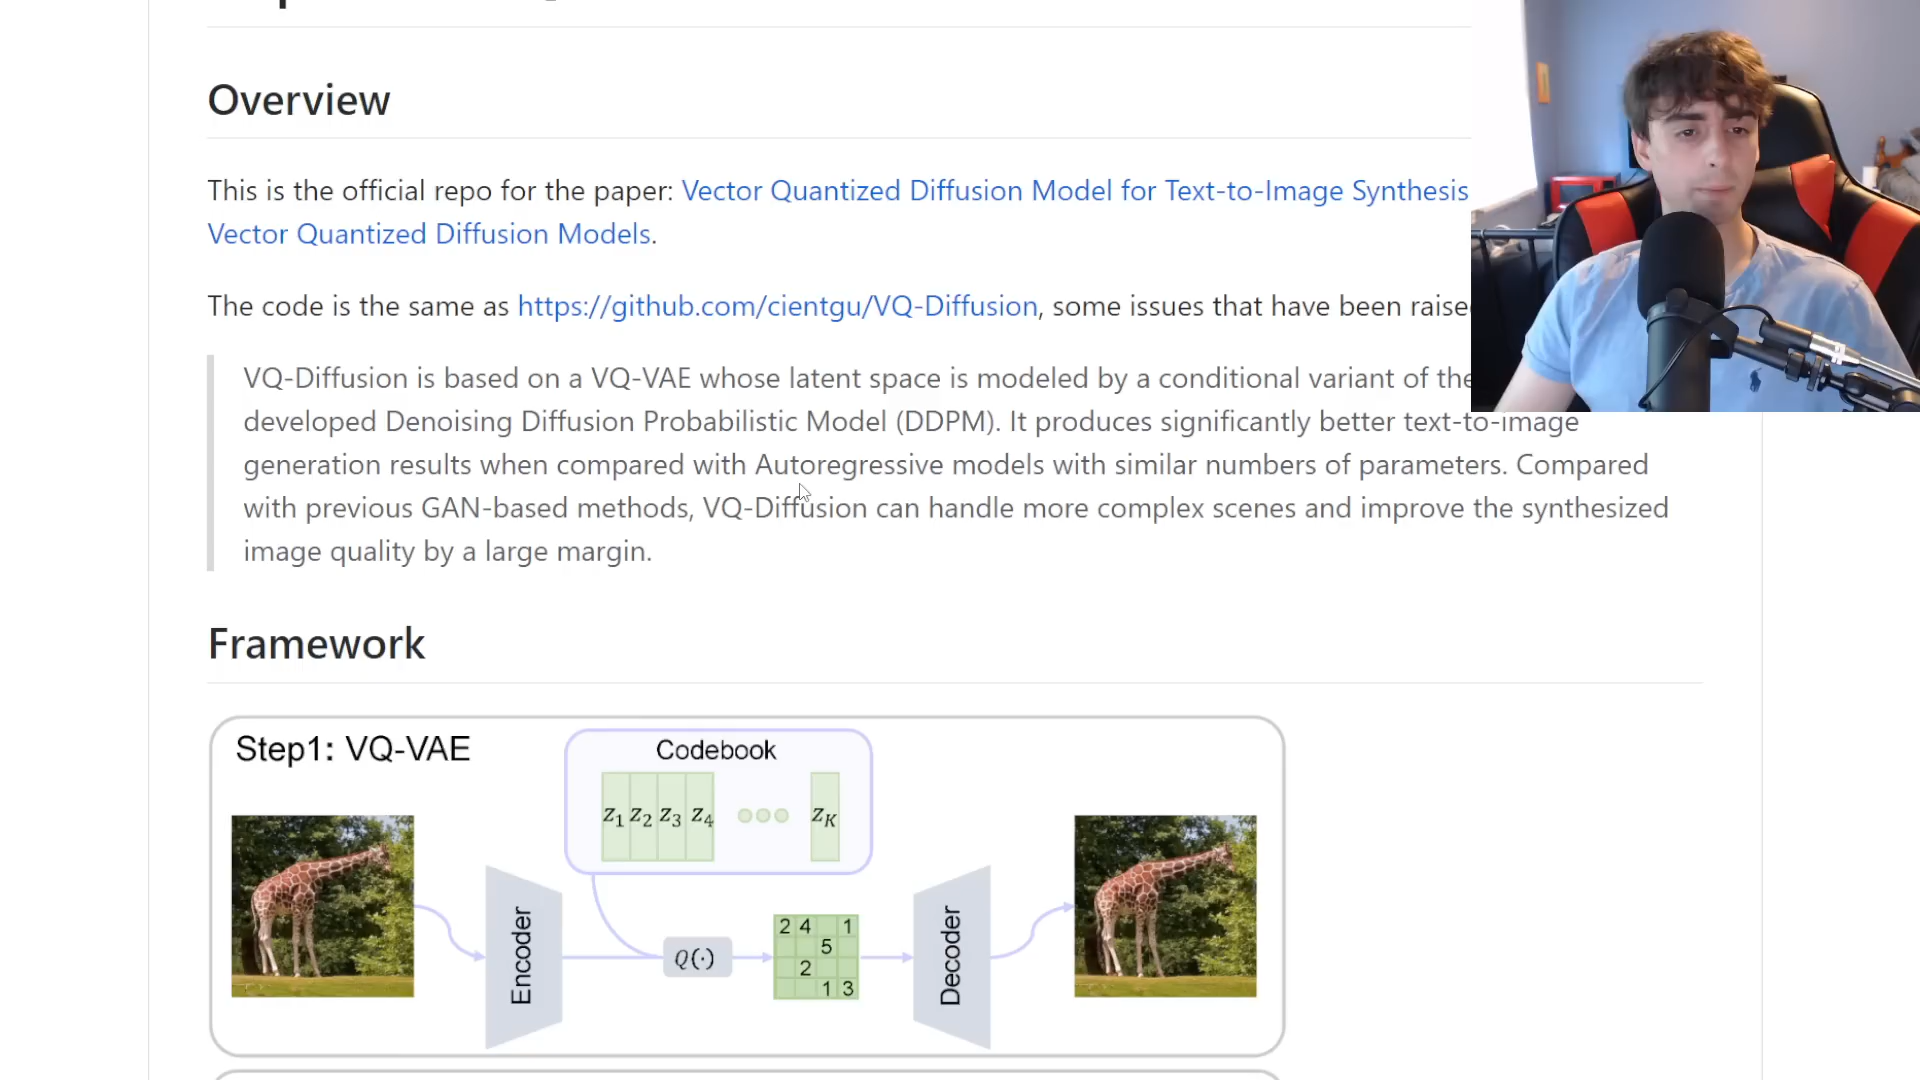 Overview
This is the official repo for the paper: Vector Quantized Diffusion Model for Text-to-Image Synthesis
Vector Quantized Diffusion Models.
The code is the same as https://github.com/cientgu/VQ-Diffusion, some issues that have been raise
VQ-Diffusion is based on a VQ-VAE whose latent space is modeled by a conditional variant of the
developed Denoising Diffusion Probabilistic Model (DDPM). It produces significantly better text-to-image
generation results when compared with Autoregressive models with similar numbers of parameters. Compared
with previous GAN-based methods, VQ-Diffusion can handle more complex scenes and improve the synthesized
image quality by a large margin.
Framework
Step1: VQ-VAE
Codebook
z1 z2 z3 z4 zK
Encoder
Q(·)
2 4 1
5
2
1 3
Decoder